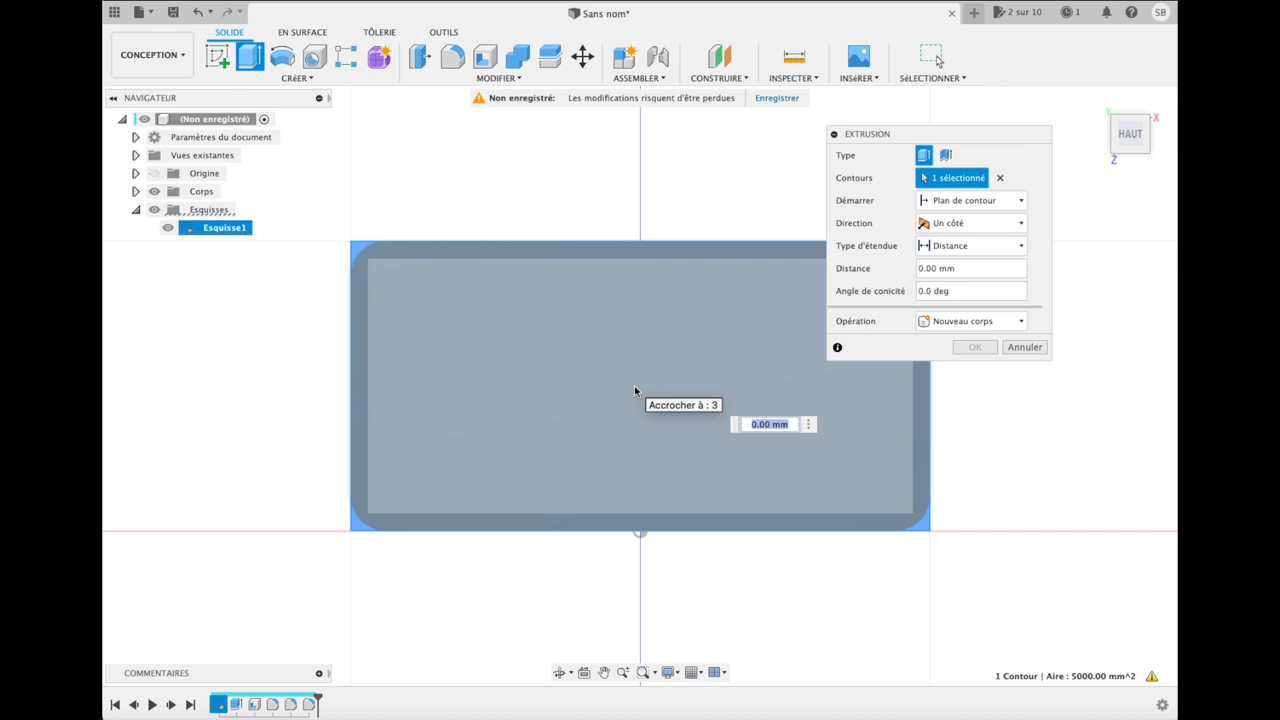 Sans nom*
2 sur 10
1
SB
CONCEPTION
SOLIDE
EN SURFACE
TÔLERIE
OUTILS
CRÉER
MODIFIER
ASSEMBLER
CONSTRUIRE
INSPECTER
INSÉRER
SÉLECTIONNER
NAVIGATEUR
Non enregistré: Les modifications risquent d'être perdues Enregistrer
(Non enregistré)
Paramètres du document
Vues existantes
Origine
Corps
Esquisses
Esquisse1
Y
X
HAUT
Z
EXTRUSION
Type
Contours 1 sélectionné
Démarrer Plan de contour
Direction Un côté
Type d'étendue Distance
Distance 0.00 mm
Angle de conicité 0.0 deg
Opération Nouveau corps
OK Annuler
Accrocher à : 3
0.00 mm
COMMENTAIRES
1 Contour | Aire : 5000.00 mm^2